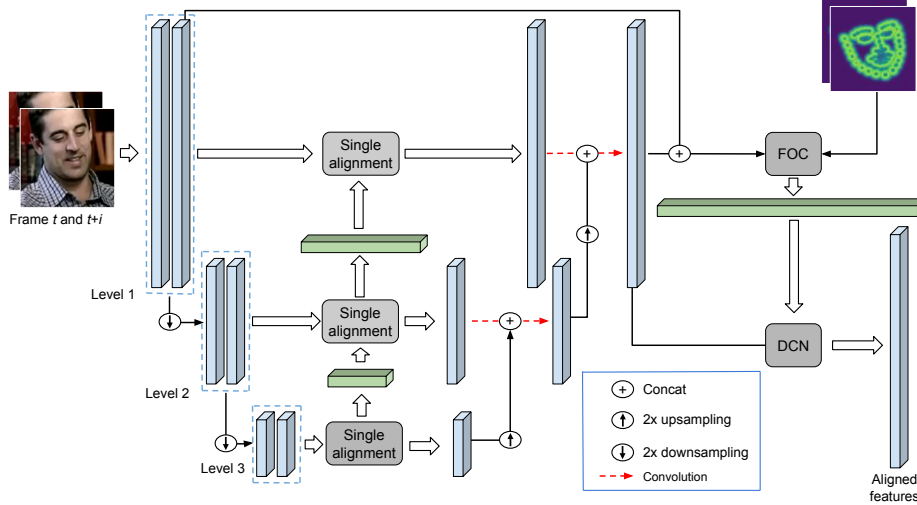 Single
alignment
FOC
Frame t and t+i
Level 1
Single
alignment
DCN
Level 2
Concat
2x upsampling
Single
alignment
2x downsampling
Level 3
Convolution
Aligned
features